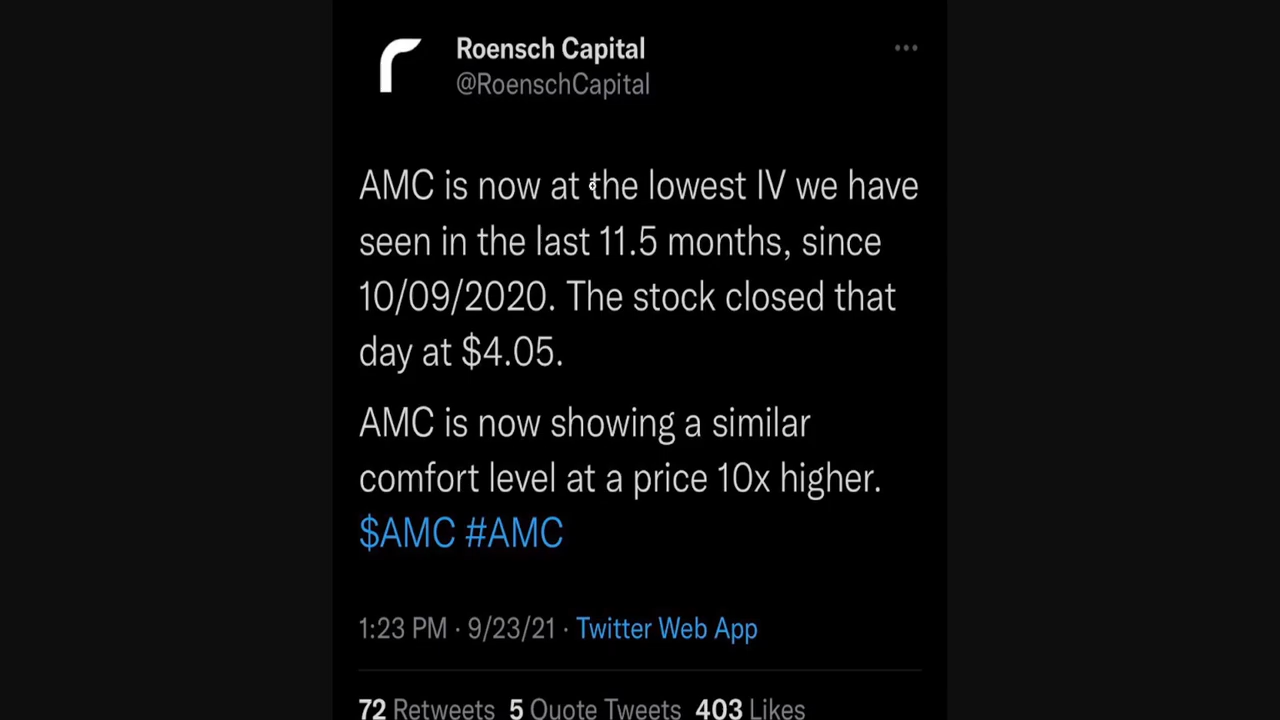 Roensch Capital
@RoenschCapital
AMC is now at the lowest IV we have
seen in the last 11.5 months, since
10/09/2020. The stock closed that
day at $4.05.
AMC is now showing a similar
comfort level at a price 10x higher.
$AMC #AMC
1:23 PM · 9/23/21 · Twitter Web App
72 Retweets 5 Quote Tweets 403 Likes